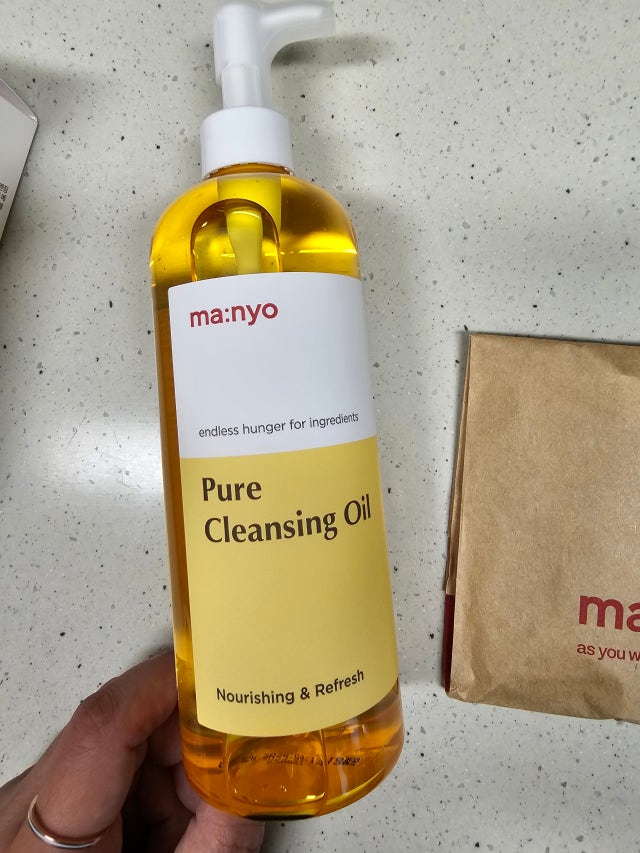 ma:nyo
endless hunger for ingredients
Pure
Cleansing Oil
Nourishing & Refresh
ma
as you w